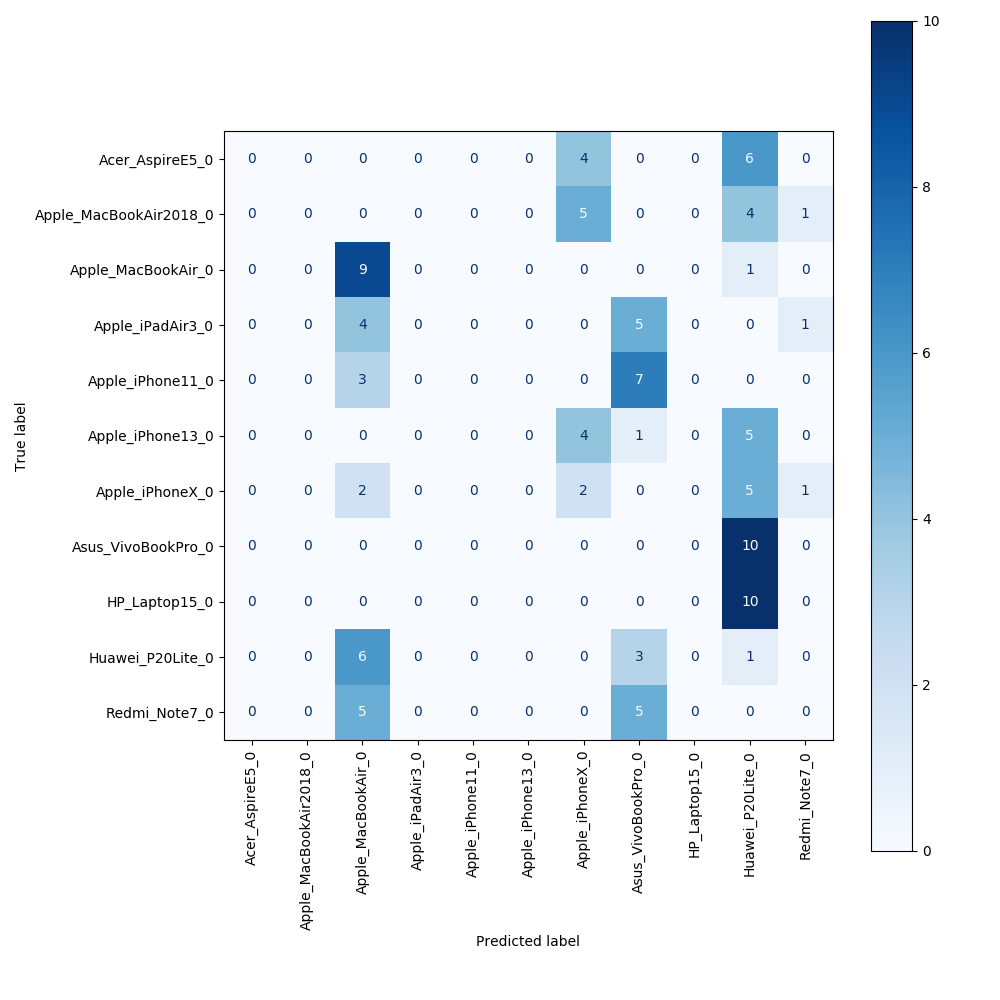 10
Acer_AspireE5_0 0 0 0 0 0 0 4 0 0 6 0
Apple_MacBookAir2018_0 0 0 0 0 0 0 5 0 0 4 1
8
Apple_MacBookAir_0 0 0 9 0 0 0 0 0 0 1 0
Apple_iPadAir3_0 0 0 4 0 0 0 0 5 0 0 1
6
Apple_iPhone11_0 0 0 3 0 0 0 0 7 0 0 0
True label
Apple_iPhone13_0 0 0 0 0 0 0 4 1 0 5 0
Apple_iPhoneX_0 0 0 2 0 0 0 2 0 0 5 1
4
Asus_VivoBookPro_0 0 0 0 0 0 0 0 0 0 10 0
HP_Laptop15_0 0 0 0 0 0 0 0 0 0 10 0
Huawei_P20Lite_0 0 0 6 0 0 0 0 3 0 1 0
2
Redmi_Note7_0 0 0 5 0 0 0 0 5 0 0 0
0
Acer_AspireE5_0
Apple_MacBookAir2018_0
Apple_MacBookAir_0
Apple_iPadAir3_0
Apple_iPhone11_0
Apple_iPhone13_0
Apple_iPhoneX_0
Asus_VivoBookPro_0
HP_Laptop15_0
Huawei_P20Lite_0
Redmi_Note7_0
Predicted label